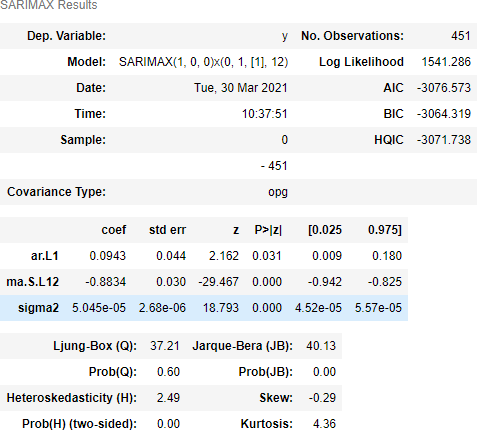 SARIMAX Results
Dep. Variable: y No. Observations: 451
Model: SARIMAX(1, 0, 0)x(0, 1, [1], 12) Log Likelihood 1541.286
Date: Tue, 30 Mar 2021 AIC -3076.573
Time: 10:37:51 BIC -3064.319
Sample: 0 HQIC -3071.738
- 451
Covariance Type: opg
coef std err z P>|z| [0.025 0.975]
ar.L1 0.0943 0.044 2.162 0.031 0.009 0.180
ma.S.L12 -0.8834 0.030 -29.467 0.000 -0.942 -0.825
sigma2 5.045e-05 2.68e-06 18.793 0.000 4.52e-05 5.57e-05
Ljung-Box (Q): 37.21 Jarque-Bera (JB): 40.13
Prob(Q): 0.60 Prob(JB): 0.00
Heteroskedasticity (H): 2.49 Skew: -0.29
Prob(H) (two-sided): 0.00 Kurtosis: 4.36